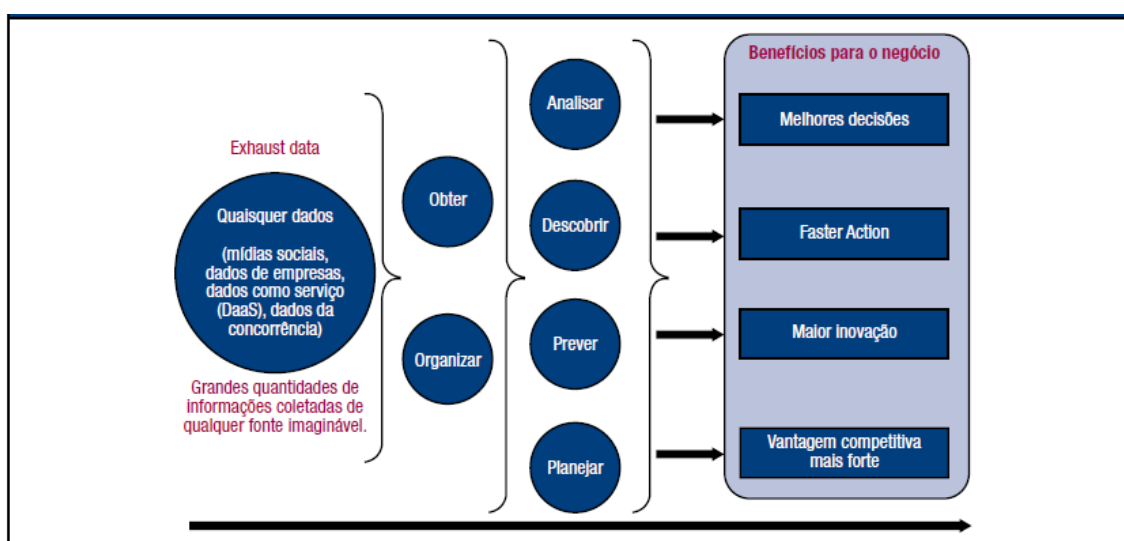 Exhaust data
Quaisquer dados
(mídias sociais,
dados de empresas,
dados como serviço
(DaaS), dados da
concorrência)
Grandes quantidades de
informações coletadas de
qualquer fonte imaginável.
Obter
Organizar
Analisar
Descobrir
Prever
Planejar
Benefícios para o negócio
Melhores decisões
Faster Action
Maior inovação
Vantagem competitiva
mais forte